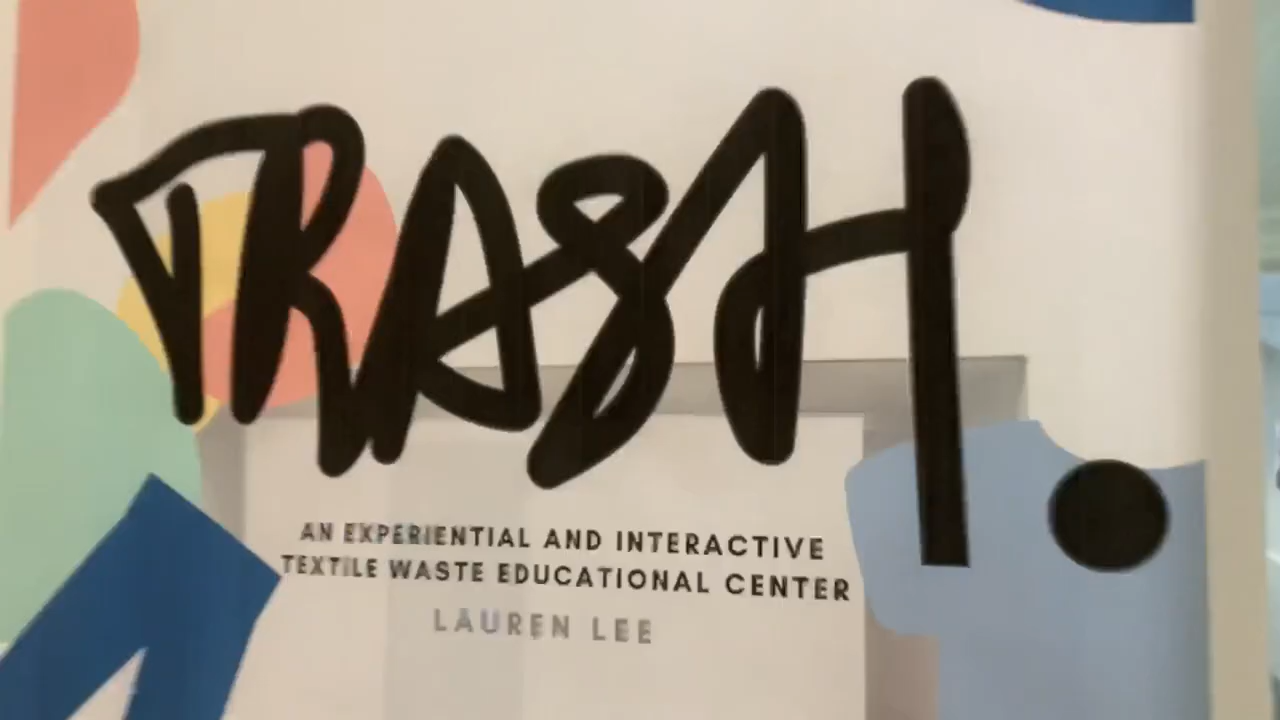 TRASH.
AN EXPERIENTIAL AND INTERACTIVE
TEXTILE WASTE EDUCATIONAL CENTER
LAUREN LEE